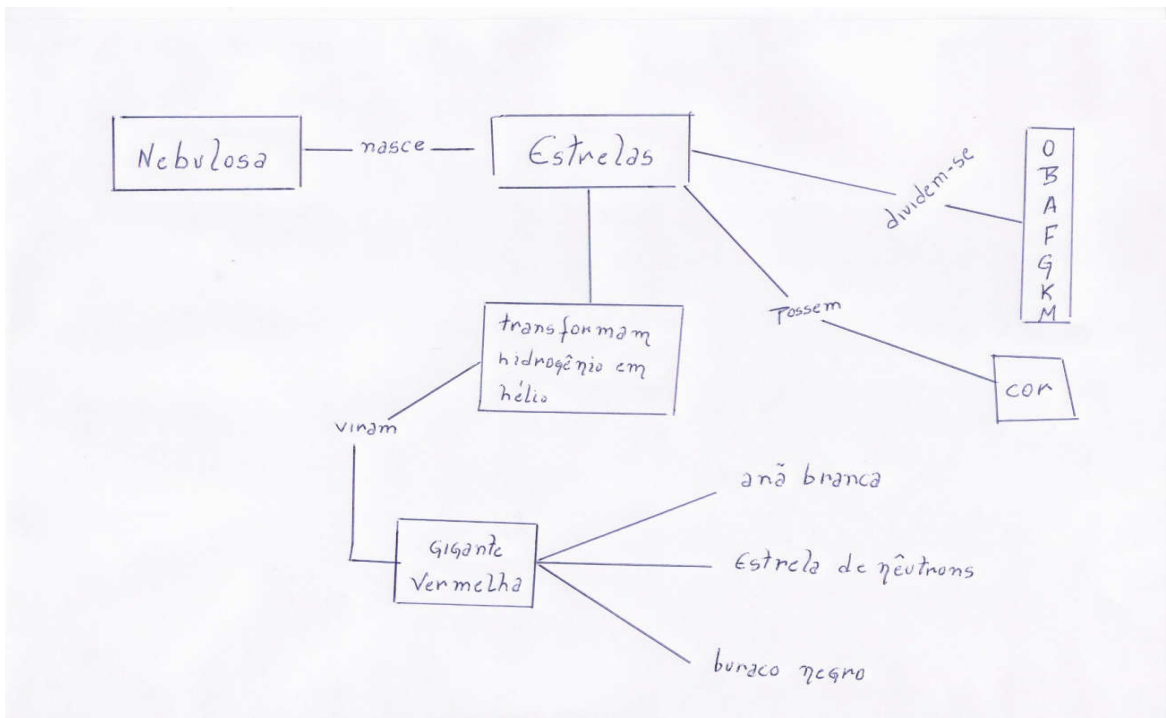 Nebulosa
nasce
Estrelas
dividem-se
O
B
A
F
G
K
M
Possem
cor
transformam
hidrogênio em
hélio
viram
Gigante
Vermelha
anã branca
Estrela de nêutrons
buraco negro